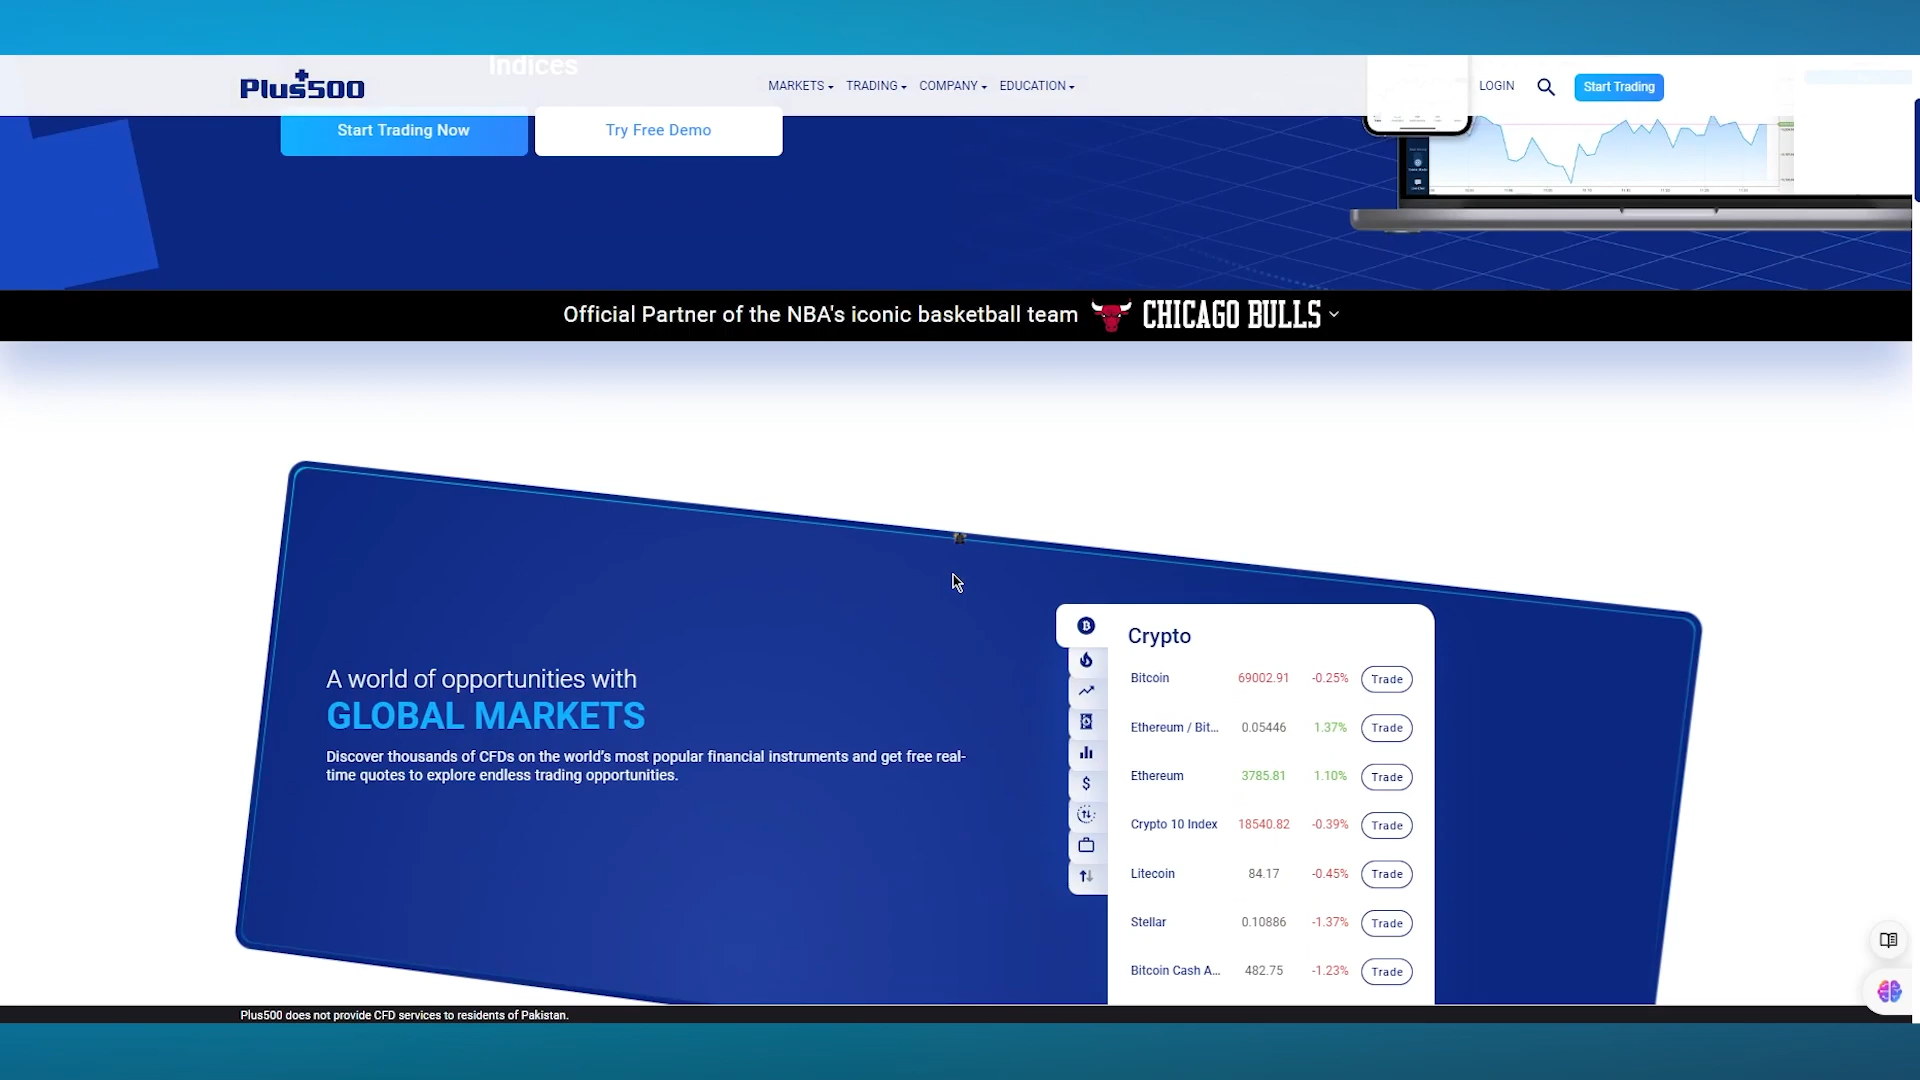 Indices
Plus500
MARKETS
TRADING
COMPANY
EDUCATION
LOGIN
Start Trading
Start Trading Now
Try Free Demo
Official Partner of the NBA's iconic basketball team CHICAGO BULLS
A world of opportunities with
GLOBAL MARKETS
Discover thousands of CFDs on the world's most popular financial instruments and get free real-
time quotes to explore endless trading opportunities.
Crypto
Bitcoin 69002.91 -0.25% Trade
Ethereum / Bit... 0.05446 1.37% Trade
Ethereum 3785.81 1.10% Trade
Crypto 10 Index 18540.82 -0.39% Trade
Litecoin 84.17 -0.45% Trade
Stellar 0.10886 -1.37% Trade
Bitcoin Cash A... 482.75 -1.23% Trade
Plus500 does not provide CFD services to residents of Pakistan.